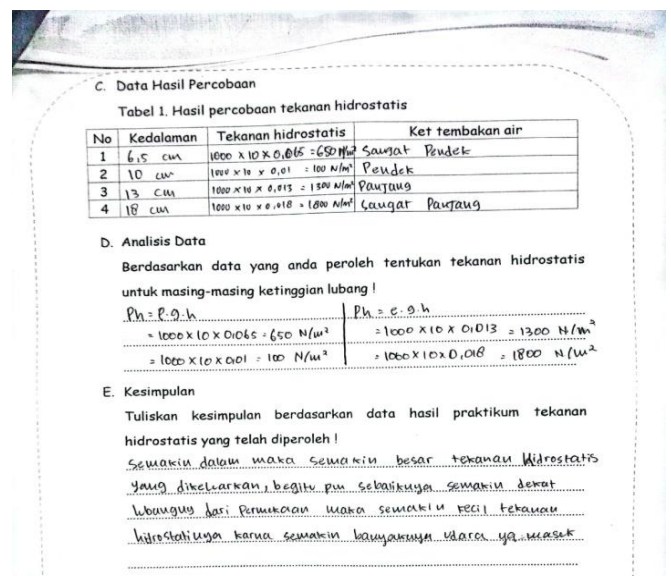 C. Data Hasil Percobaan
Tabel 1. Hasil percobaan tekanan hidrostatis
No Kedalaman Tekanan hidrostatis Ket tembakan air
1 6,5 cm 1000 x 10 x 0,065 = 650 N/m² Sangat Pendek
2 10 cm 1000 x 10 x 0,01 = 100 N/m² Pendek
3 13 cm 1000 x 10 x 0,013 = 1300 N/m² Panjang
4 18 cm 1000 x 10 x 0,018 = 1800 N/m² Sangat Panjang
D. Analisis Data
Berdasarkan data yang anda peroleh tentukan tekanan hidrostatis
untuk masing-masing ketinggian lubang !
Ph = ρ.g.h Ph = ρ.g.h
= 1000 x 10 x 0,065 = 650 N/m² = 1000 x 10 x 0,013 = 1300 N/m²
= 1000 x 10 x 0,01 = 100 N/m² = 1000 x 10 x 0,018 = 1800 N/m²
E. Kesimpulan
Tuliskan kesimpulan berdasarkan data hasil praktikum tekanan
hidrostatis yang telah diperoleh !
Semakin dalam maka semakin besar tekanan Hidrostatis
yang dikeluarkan, begitu pun sebaiknya semakin dekat
lubangny dari Permukaan maka semakin kecil tekanan
hidrostatiunya karna semakin banyaknya udara yg masuk